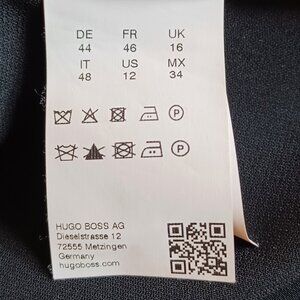 DE FR UK
44 46 16
IT US MX
48 12 34
P
P
HUGO BOSS AG
Dieselstrasse 12
72555 Metzingen
Germany
hugoboss.com